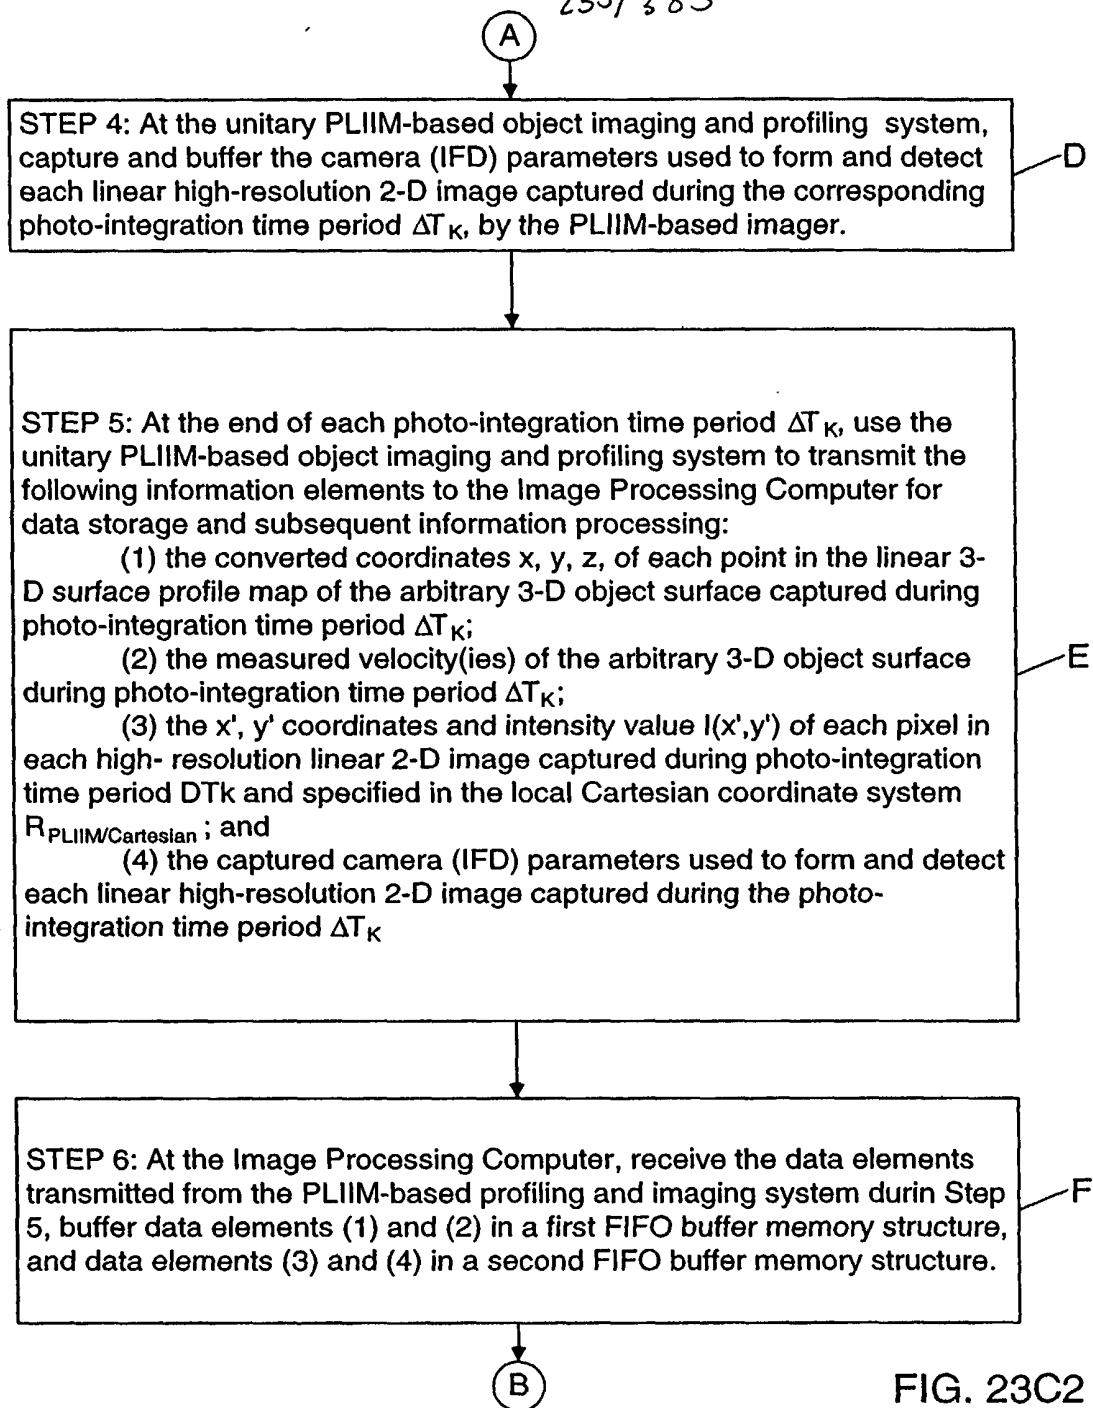 A
STEP 4: At the unitary PLIIM-based object imaging and profiling system,
capture and buffer the camera (IFD) parameters used to form and detect
each linear high-resolution 2-D image captured during the corresponding
photo-integration time period ΔT K, by the PLIIM-based imager.
D
STEP 5: At the end of each photo-integration time period ΔT K, use the
unitary PLIIM-based object imaging and profiling system to transmit the
following information elements to the Image Processing Computer for
data storage and subsequent information processing:
(1) the converted coordinates x, y, z, of each point in the linear 3-
D surface profile map of the arbitrary 3-D object surface captured during
photo-integration time period ΔT K;
(2) the measured velocity(ies) of the arbitrary 3-D object surface
during photo-integration time period ΔT K;
(3) the x', y' coordinates and intensity value I(x',y') of each pixel in
each high- resolution linear 2-D image captured during photo-integration
time period DTk and specified in the local Cartesian coordinate system
R PLIIM/Cartesian ; and
(4) the captured camera (IFD) parameters used to form and detect
each linear high-resolution 2-D image captured during the photo-
integration time period ΔT K
E
STEP 6: At the Image Processing Computer, receive the data elements
transmitted from the PLIIM-based profiling and imaging system durin Step
5, buffer data elements (1) and (2) in a first FIFO buffer memory structure,
and data elements (3) and (4) in a second FIFO buffer memory structure.
F
B
FIG. 23C2